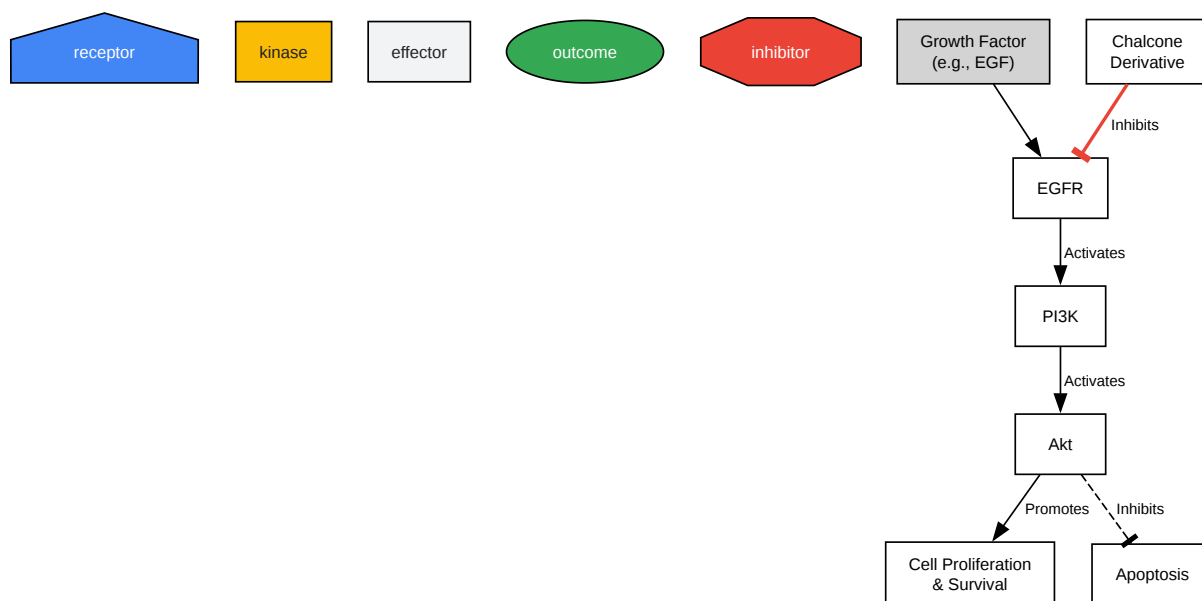 receptor
kinase
effector
outcome
inhibitor
Growth Factor
(e.g., EGF)
Chalcone
Derivative
Inhibits
EGFR
Activates
PI3K
Activates
Akt
Promotes
Inhibits
Cell Proliferation
& Survival
Apoptosis